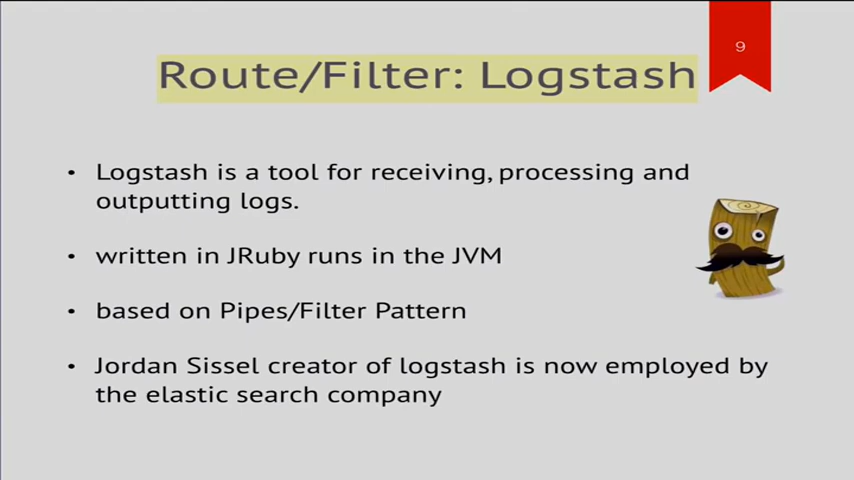 9
Route/Filter: Logstash
• Logstash is a tool for receiving, processing and
outputting logs.
• written in JRuby runs in the JVM
• based on Pipes/Filter Pattern
• Jordan Sissel creator of logstash is now employed by
the elastic search company